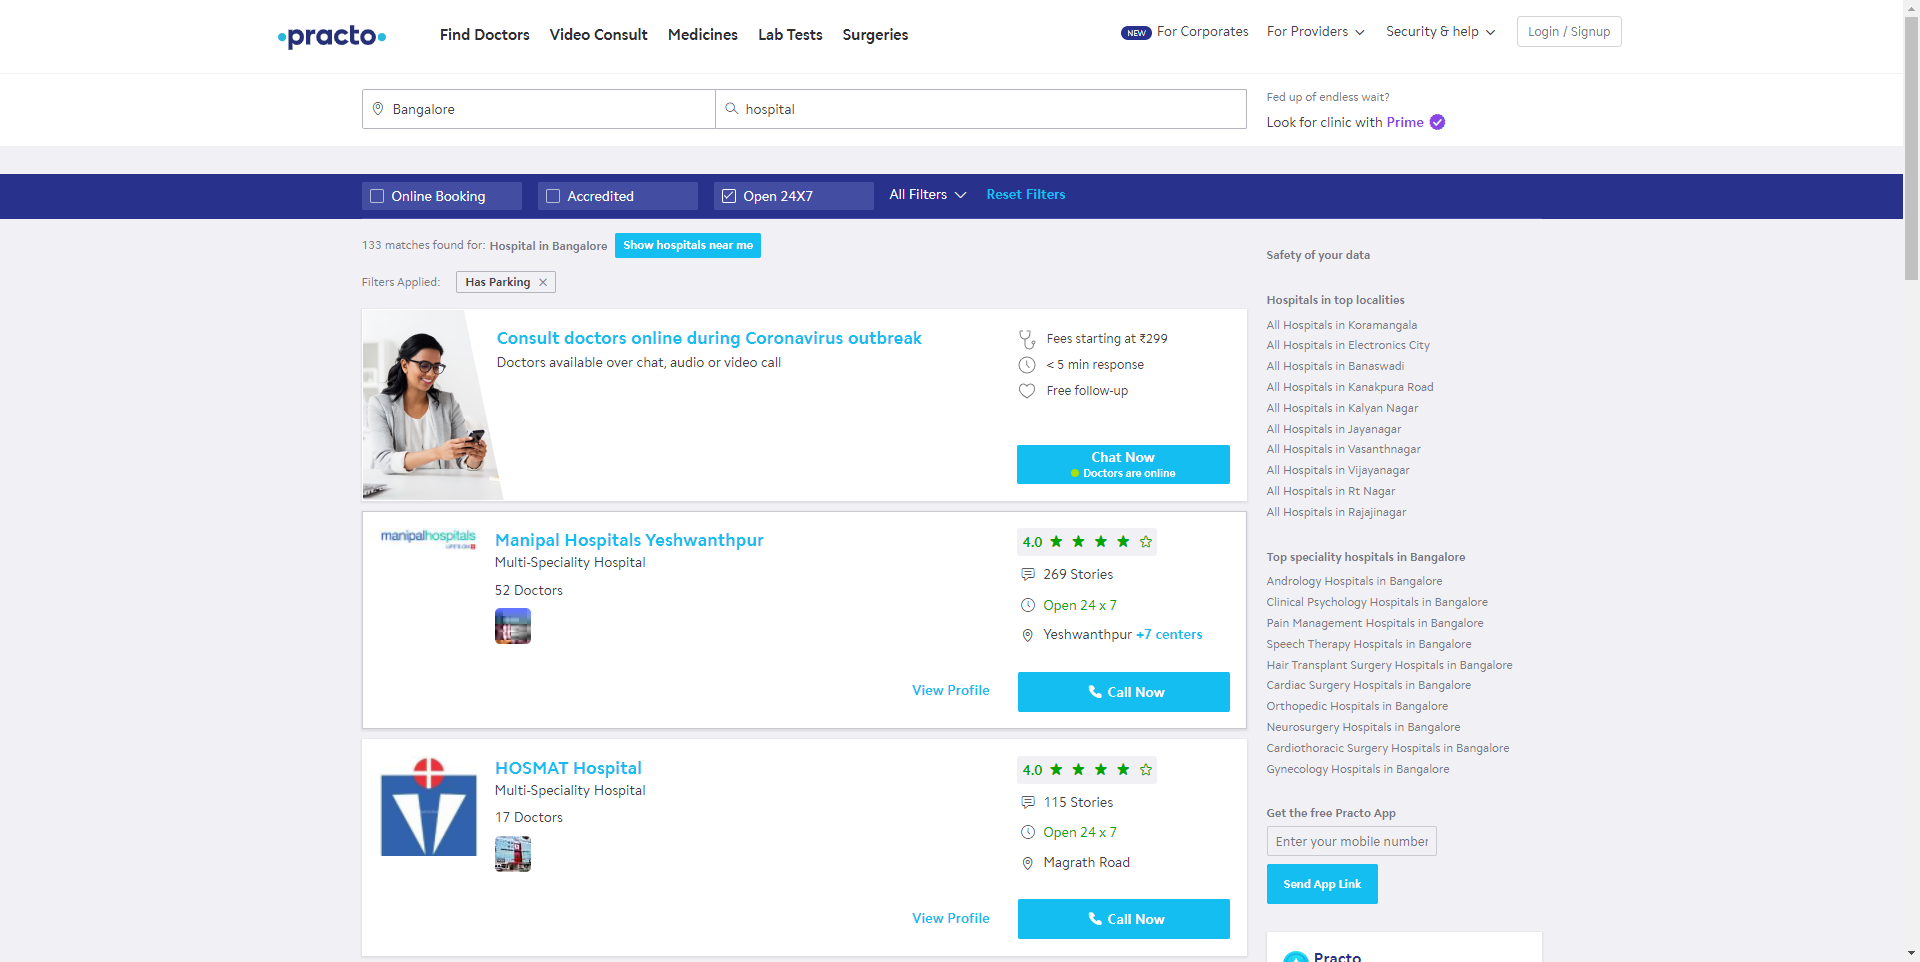 practo
Find Doctors
Video Consult
Medicines
Lab Tests
Surgeries
NEW For Corporates
For Providers
Security & help
Login / Signup
Bangalore
hospital
Fed up of endless wait?
Look for clinic with Prime
Online Booking
Accredited
Open 24X7
All Filters
Reset Filters
133 matches found for: Hospital in Bangalore
Show hospitals near me
Filters Applied:
Has Parking
Consult doctors online during Coronavirus outbreak
Doctors available over chat, audio or video call
Fees starting at ₹299
< 5 min response
Free follow-up
Chat Now
Doctors are online
manipalhospitals
LIFE'S ON
Manipal Hospitals Yeshwanthpur
Multi-Speciality Hospital
52 Doctors
4.0
269 Stories
Open 24 x 7
Yeshwanthpur +7 centers
View Profile
Call Now
HOSMAT Hospital
Multi-Speciality Hospital
17 Doctors
4.0
115 Stories
Open 24 x 7
Magrath Road
View Profile
Call Now
Safety of your data
Hospitals in top localities
All Hospitals in Koramangala
All Hospitals in Electronics City
All Hospitals in Banaswadi
All Hospitals in Kanakpura Road
All Hospitals in Kalyan Nagar
All Hospitals in Jayanagar
All Hospitals in Vasanthnagar
All Hospitals in Vijayanagar
All Hospitals in Rt Nagar
All Hospitals in Rajajinagar
Top speciality hospitals in Bangalore
Andrology Hospitals in Bangalore
Clinical Psychology Hospitals in Bangalore
Pain Management Hospitals in Bangalore
Speech Therapy Hospitals in Bangalore
Hair Transplant Surgery Hospitals in Bangalore
Cardiac Surgery Hospitals in Bangalore
Orthopedic Hospitals in Bangalore
Neurosurgery Hospitals in Bangalore
Cardiothoracic Surgery Hospitals in Bangalore
Gynecology Hospitals in Bangalore
Get the free Practo App
Enter your mobile number
Send App Link
Practo